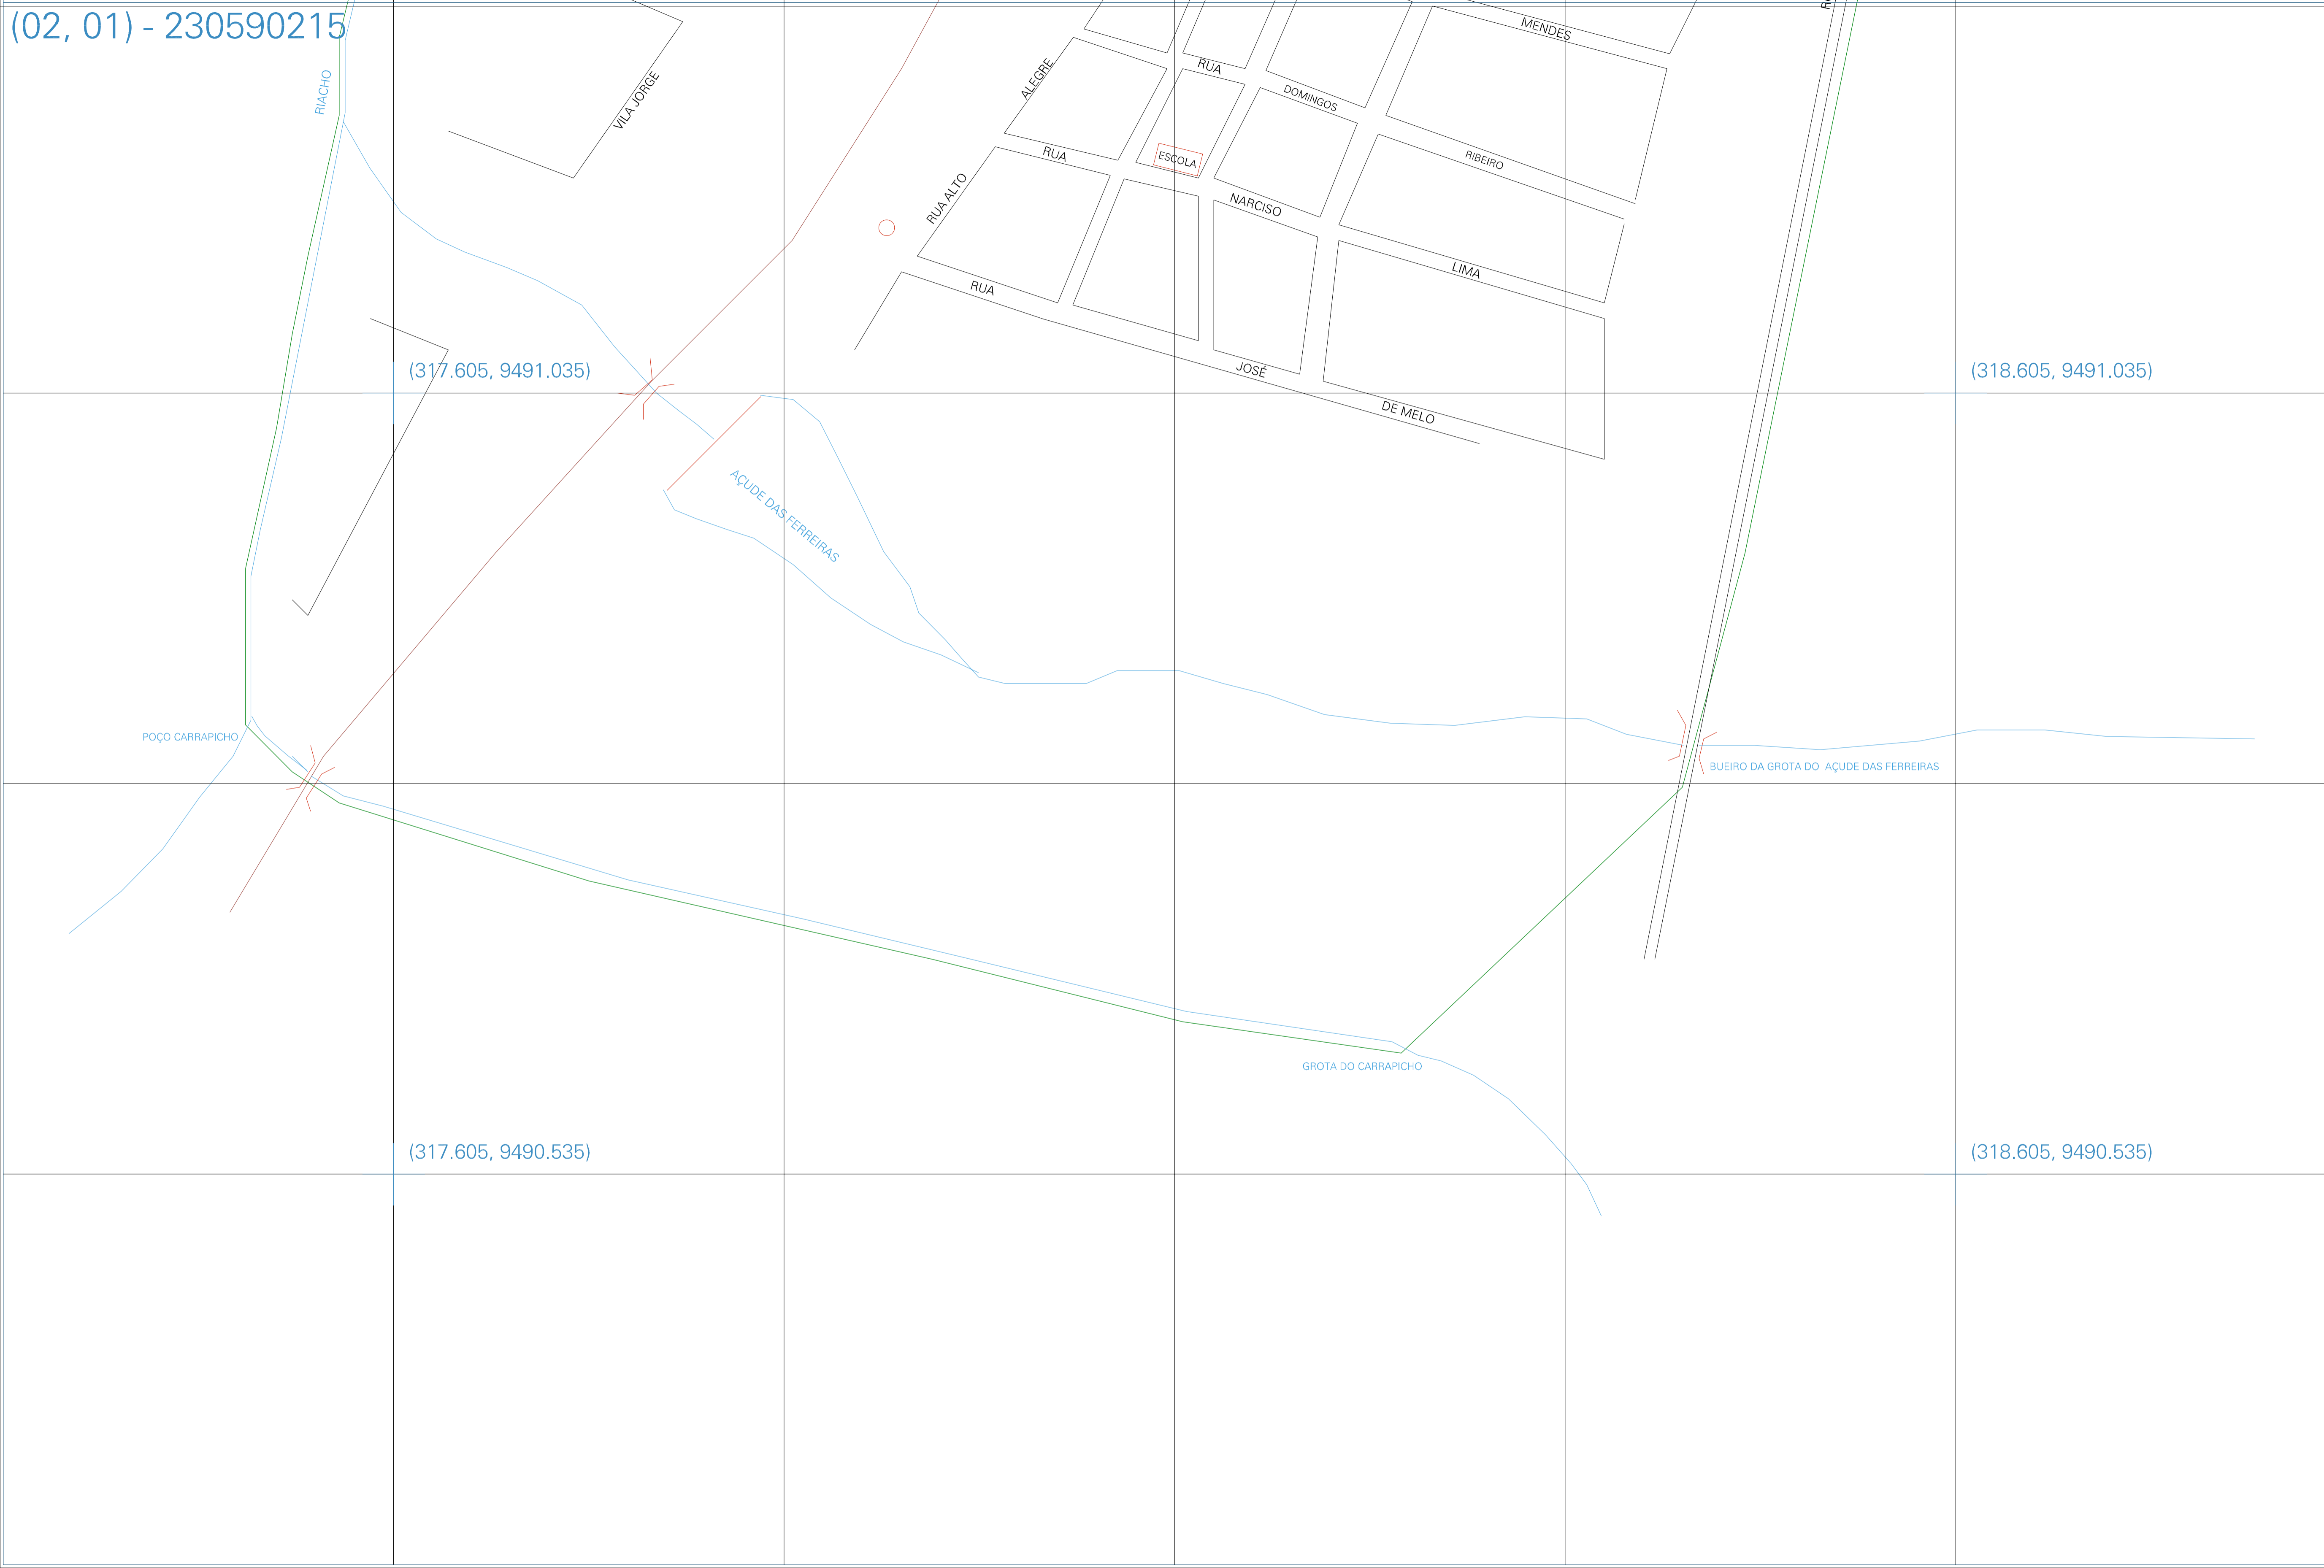 (02, 01) - 230590215
MENDES
RIACHO
VILA JORGE
ALEGRE
RUA
DOMINGOS
RUA
ESCOLA
RIBEIRO
RUA ALTO
NARCISO
LIMA
RUA
(317.605, 9491.035)
JOSÉ
(318.605, 9491.035)
DE MELO
AÇUDE DAS FERREIRAS
POÇO CARRAPICHO
BUEIRO DA GROTA DO AÇUDE DAS FERREIRAS
GROTA DO CARRAPICHO
(317.605, 9490.535)
(318.605, 9490.535)